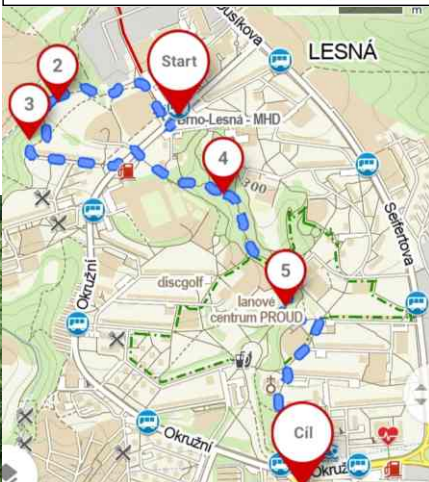 m
Dusíkova
LESNÁ
Start
2
3
Brno-Lesná - MHD
4
300
Seifertova
5
discgolf
lanové
centrum PROUD
Okružní
Cíl
Okružní
Okruž